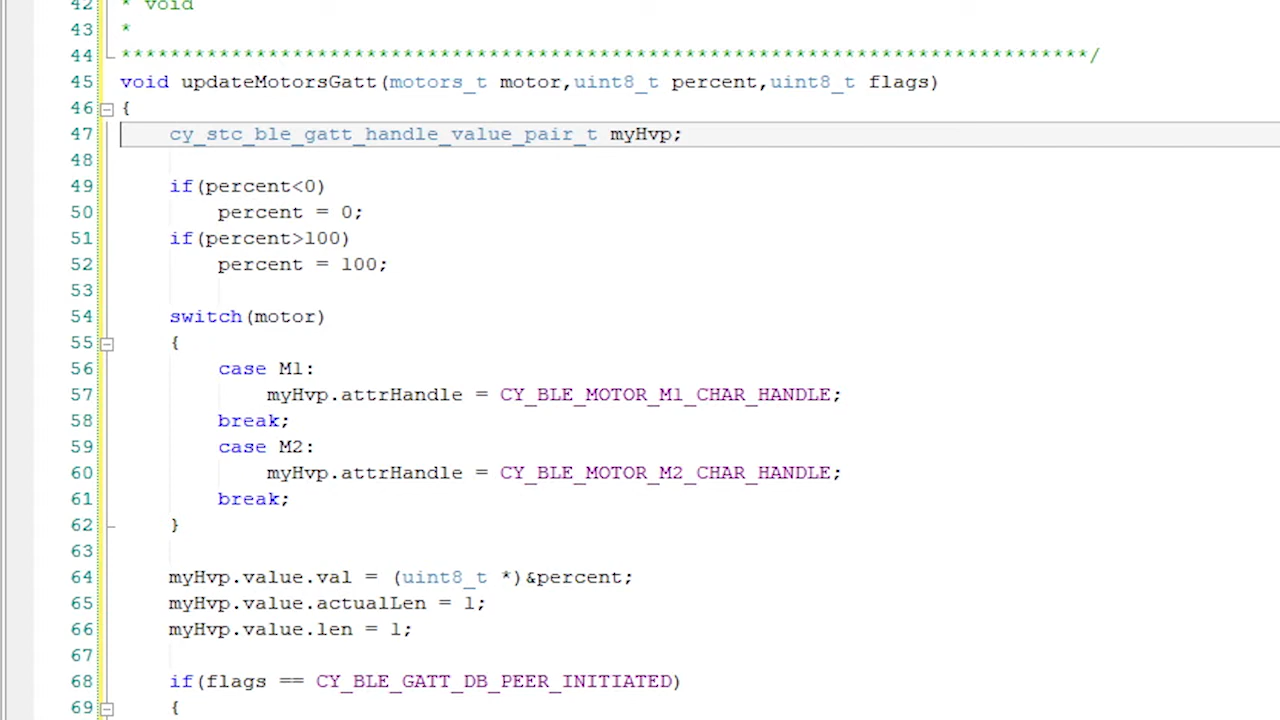 42 * void
43 *
44 ********************************************************************************/
45 void updateMotorsGatt(motors_t motor,uint8_t percent,uint8_t flags)
46 {
47 cy_stc_ble_gatt_handle_value_pair_t myHvp;
48
49 if(percent<0)
50 percent = 0;
51 if(percent>100)
52 percent = 100;
53
54 switch(motor)
55 {
56 case M1:
57 myHvp.attrHandle = CY_BLE_MOTOR_M1_CHAR_HANDLE;
58 break;
59 case M2:
60 myHvp.attrHandle = CY_BLE_MOTOR_M2_CHAR_HANDLE;
61 break;
62 }
63
64 myHvp.value.val = (uint8_t *)&percent;
65 myHvp.value.actualLen = 1;
66 myHvp.value.len = 1;
67
68 if(flags == CY_BLE_GATT_DB_PEER_INITIATED)
69 {